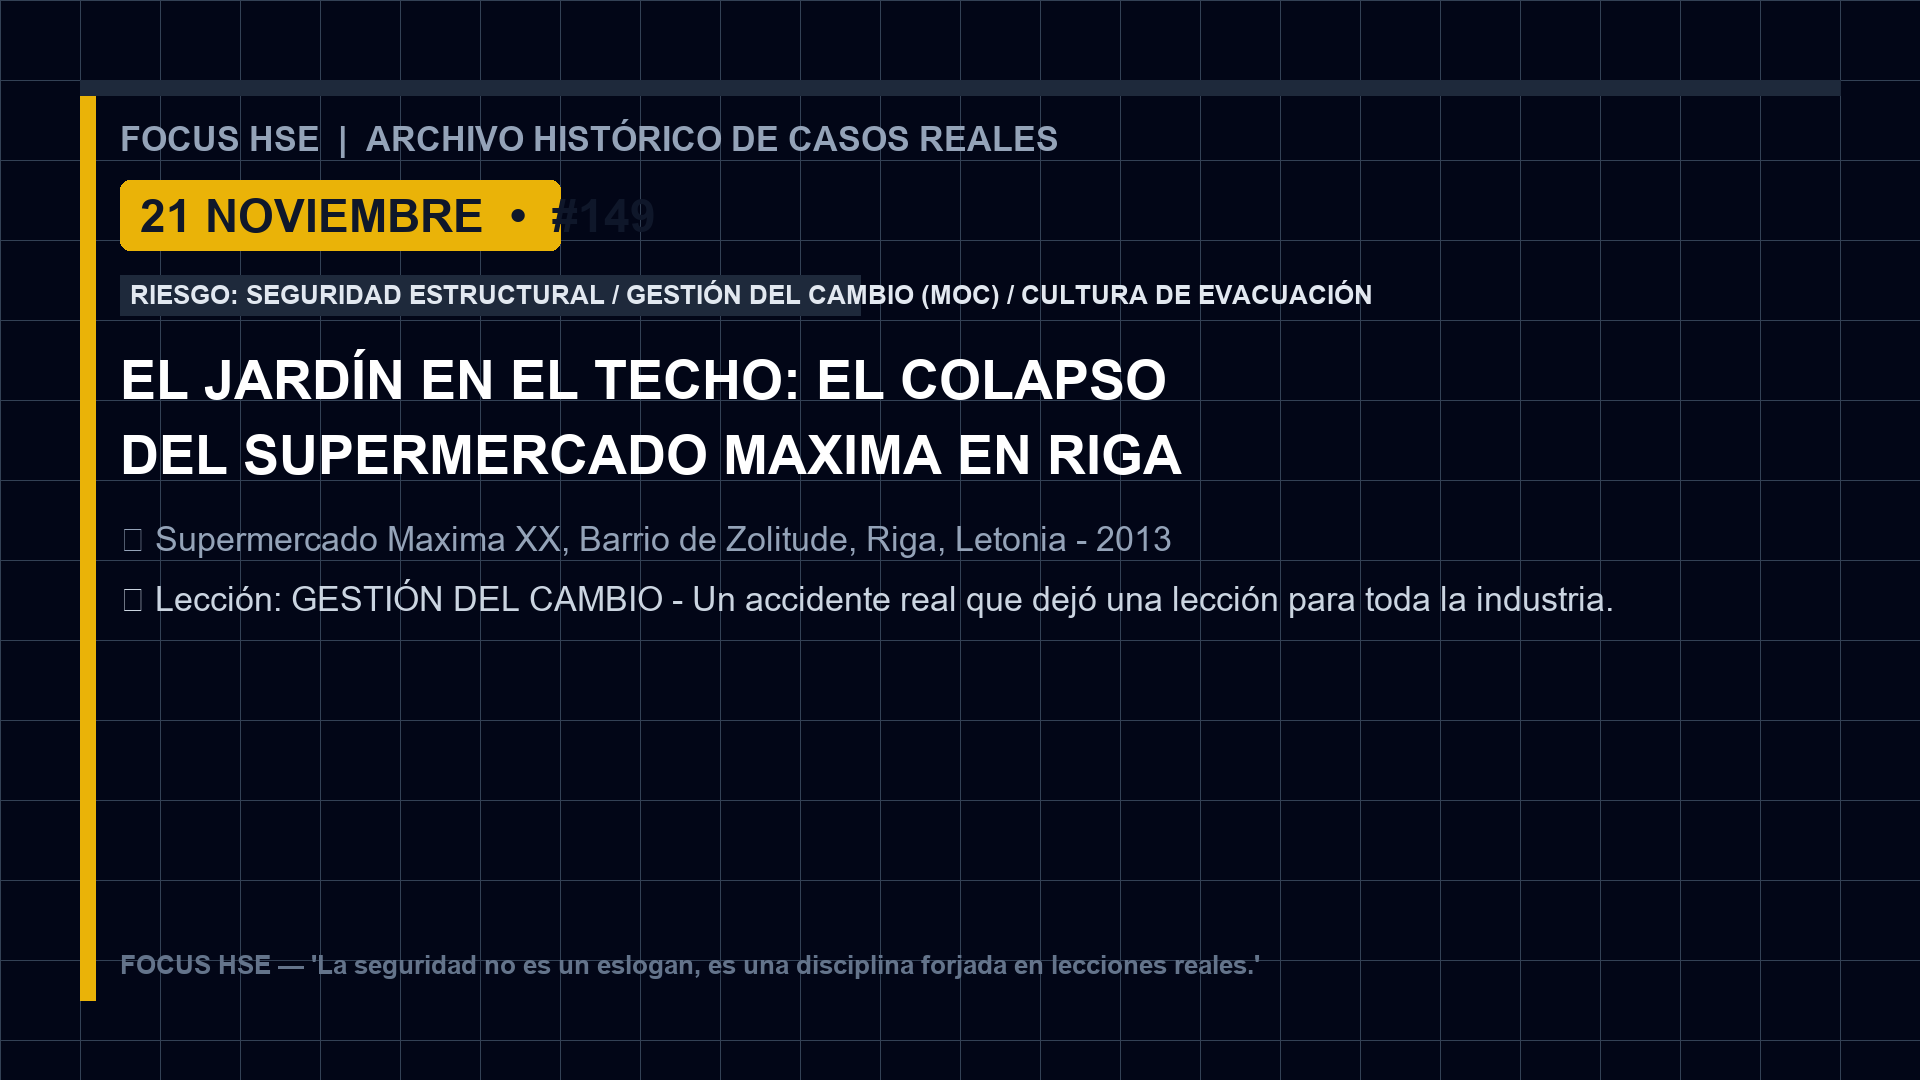 FOCUS HSE | ARCHIVO HISTÓRICO DE CASOS REALES
21 NOVIEMBRE • #149
RIESGO: SEGURIDAD ESTRUCTURAL / GESTIÓN DEL CAMBIO (MOC) / CULTURA DE EVACUACIÓN
EL JARDÍN EN EL TECHO: EL COLAPSO
DEL SUPERMERCADO MAXIMA EN RIGA
Supermercado Maxima XX, Barrio de Zolitude, Riga, Letonia - 2013
Lección: GESTIÓN DEL CAMBIO - Un accidente real que dejó una lección para toda la industria.
FOCUS HSE — 'La seguridad no es un eslogan, es una disciplina forjada en lecciones reales.'